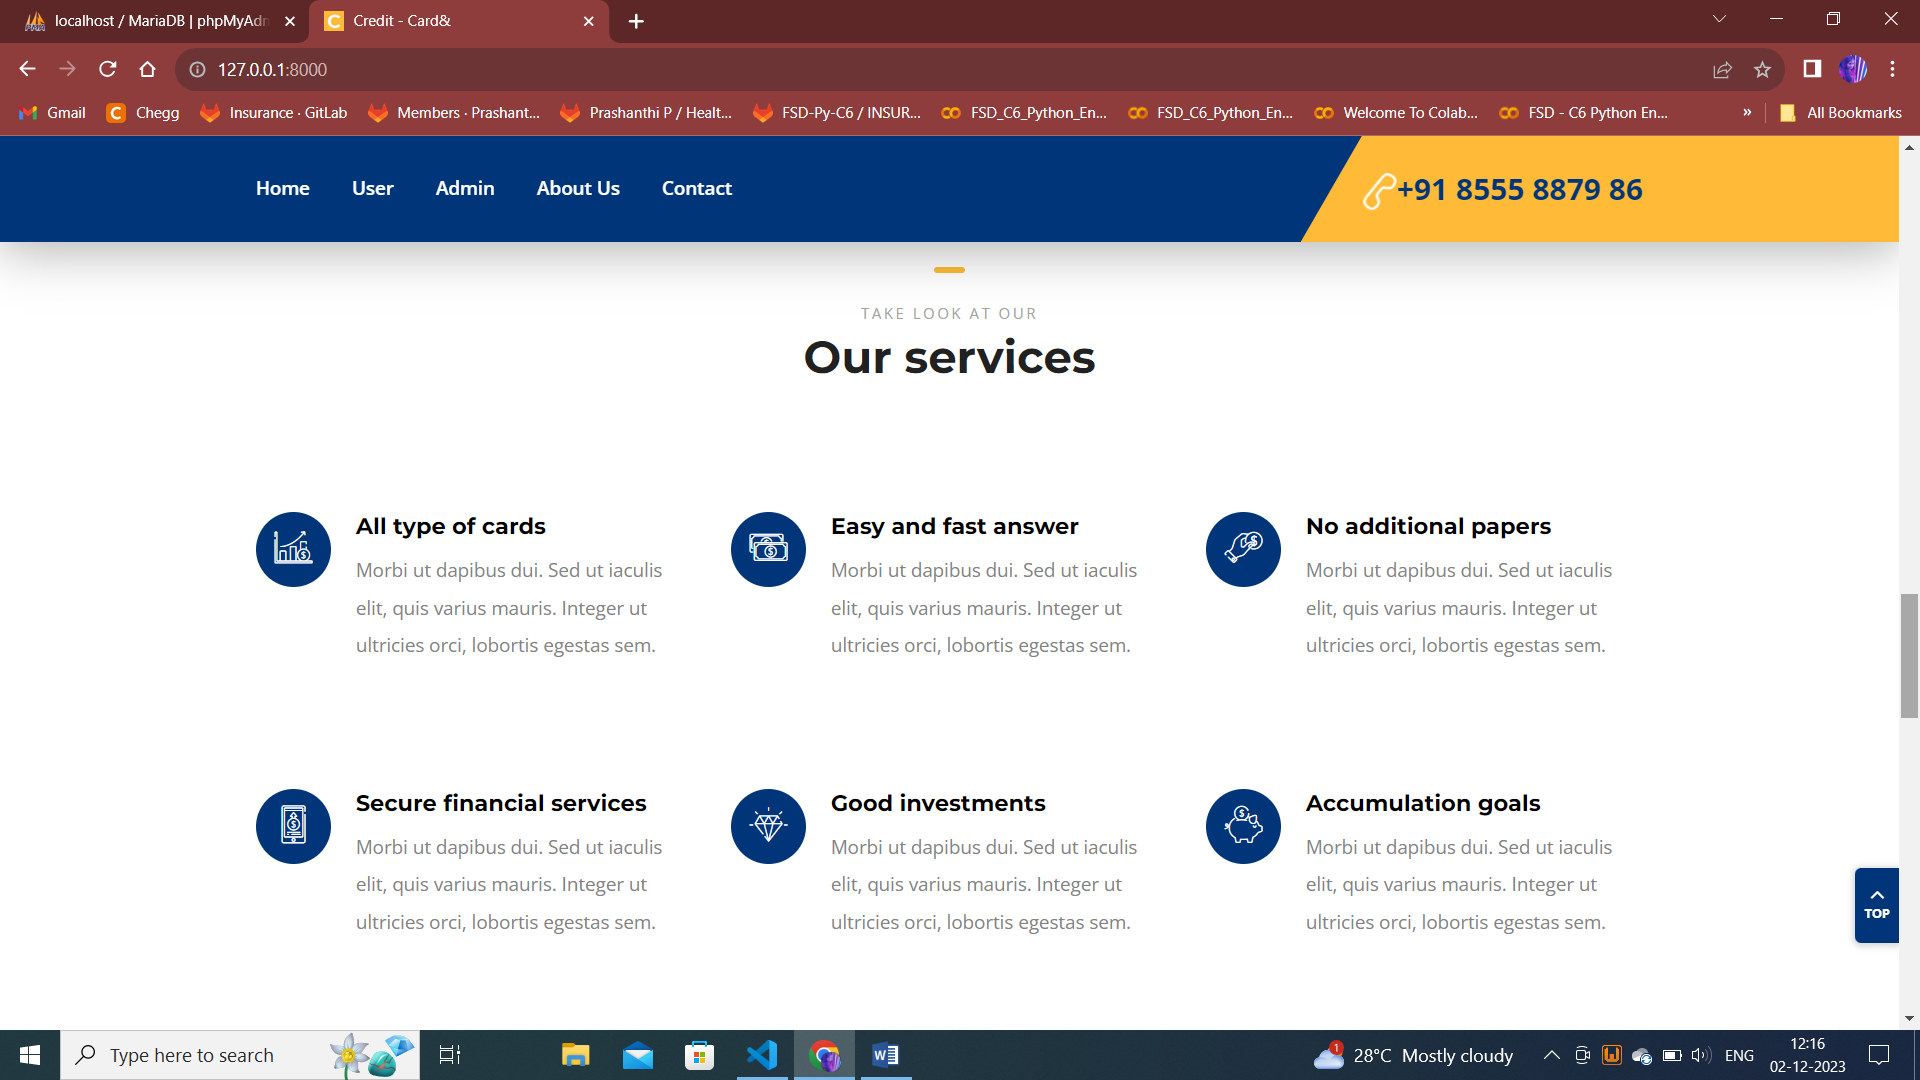 localhost / MariaDB | phpMyAdn
Credit - Card&
127.0.0.1:8000
Gmail
Chegg
Insurance · GitLab
Members · Prashant...
Prashanthi P / Healt...
FSD-Py-C6 / INSUR...
FSD_C6_Python_En...
FSD_C6_Python_En...
Welcome To Colab...
FSD - C6 Python En...
»
All Bookmarks
Home
User
Admin
About Us
Contact
+91 8555 8879 86
TAKE LOOK AT OUR
Our services
All type of cards
Morbi ut dapibus dui. Sed ut iaculis
elit, quis varius mauris. Integer ut
ultricies orci, lobortis egestas sem.
Easy and fast answer
Morbi ut dapibus dui. Sed ut iaculis
elit, quis varius mauris. Integer ut
ultricies orci, lobortis egestas sem.
No additional papers
Morbi ut dapibus dui. Sed ut iaculis
elit, quis varius mauris. Integer ut
ultricies orci, lobortis egestas sem.
Secure financial services
Morbi ut dapibus dui. Sed ut iaculis
elit, quis varius mauris. Integer ut
ultricies orci, lobortis egestas sem.
Good investments
Morbi ut dapibus dui. Sed ut iaculis
elit, quis varius mauris. Integer ut
ultricies orci, lobortis egestas sem.
Accumulation goals
Morbi ut dapibus dui. Sed ut iaculis
elit, quis varius mauris. Integer ut
ultricies orci, lobortis egestas sem.
TOP
Type here to search
1
28°C Mostly cloudy
ENG
12:16
02-12-2023